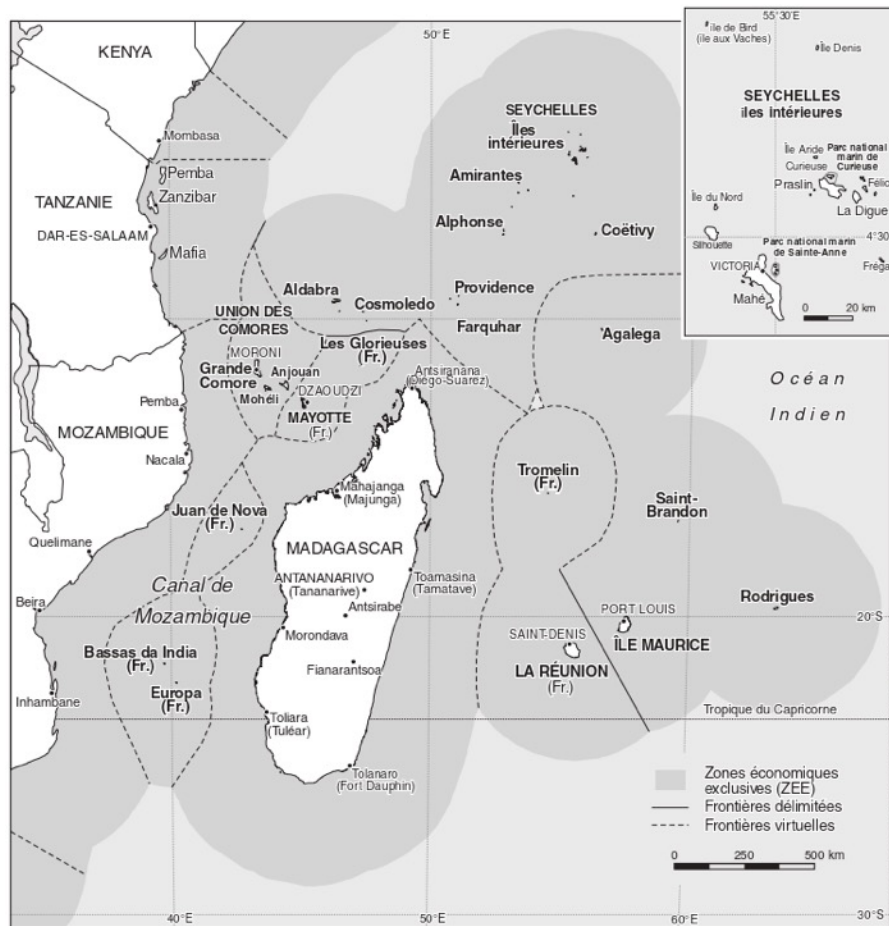 50°E
KENYA
Mombasa
Pemba
Zanzibar
TANZANIE
DAR-ES-SALAAM
Mafia
SEYCHELLES
Îles
intérieures
Amirantes
Alphonse
Coëtivy
Aldabra
Cosmoledo
Providence
Farquhar
Agalega
UNION DES
COMORES
MORONI
Grande
Comore
Anjouan
Mohéli
DZAOUDZI
MAYOTTE
(Fr.)
Les Glorieuses
(Fr.)
Antsiranana
(Diego-Suarez)
Océan
Indien
Pemba
MOZAMBIQUE
Nacala
Juan de Nova
(Fr.)
Mahajanga
(Majunga)
Tromelin
(Fr.)
Saint-
Brandon
Quelimane
MADAGASCAR
Canal de
Mozambique
ANTANANARIVO
(Tananarive)
Antsirabe
Toamasina
(Tamatave)
Beira
Morondava
Fianarantsoa
SAINT-DENIS
LA RÉUNION
(Fr.)
PORT LOUIS
ÎLE MAURICE
Rodrigues
20°S
Bassas da India
(Fr.)
Europa
(Fr.)
Inhambane
Toliara
(Tuléar)
Tropique du Capricorne
Tolanaro
(Fort Dauphin)
Zones économiques
exclusives (ZEE)
Frontières délimitées
Frontières virtuelles
0 250 500 km
40°E
50°E
60°E
30°S
55°30'E
île de Bird
(île aux Vaches)
Île Denis
SEYCHELLES
îles intérieures
Île Aride
Curieuse
Parc national
marin de
Curieuse
Praslin
Félic
La Digue
Île du Nord
Silhouette
4°30
Parc national marin
de Sainte-Anne
VICTORIA
Mahé
Fréga
0 20 km